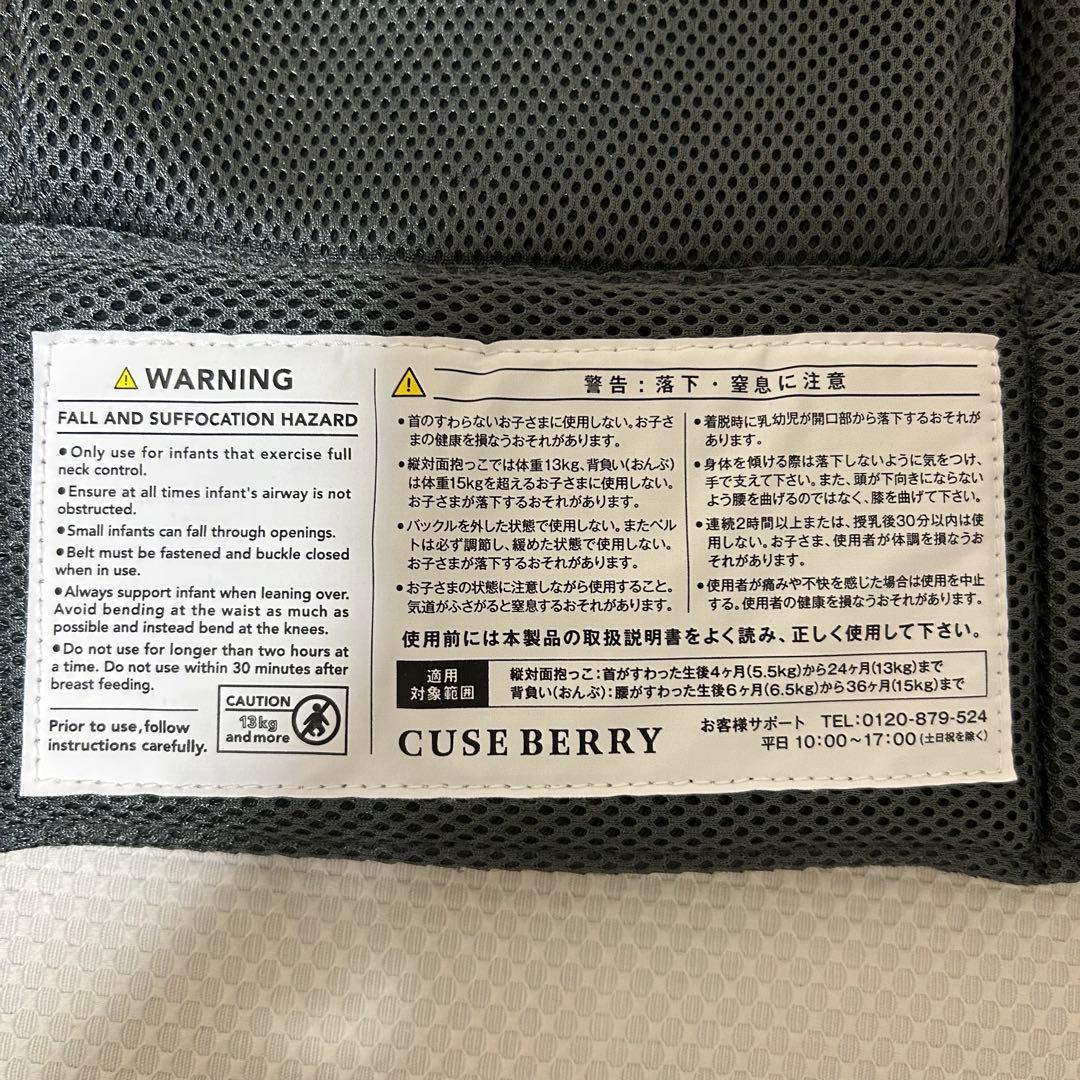 ⚠ WARNING
FALL AND SUFFOCATION HAZARD
●Only use for infants that exercise full
neck control.
●Ensure at all times infant's airway is not
obstructed.
●Small infants can fall through openings.
●Belt must be fastened and buckle closed
when in use.
●Always support infant when leaning over.
Avoid bending at the waist as much as
possible and instead bend at the knees.
●Do not use for longer than two hours at
a time. Do not use within 30 minutes after
breast feeding.
Prior to use,follow
instructions carefully.
CAUTION
13kg
and more
⚠ 警告:落下・窒息に注意
●首のすわらないお子さまに使用しない。お子さ
まの健康を損なうおそれがあります。
●縦対面抱っこでは体重13kg、背負い(おんぶ)
は体重15kgを超えるお子さまに使用しない。
お子さまが落下するおそれがあります。
●バックルを外した状態で使用しない。またベル
トは必ず調節し、緩めた状態で使用しない。
お子さまが落下するおそれがあります。
●お子さまの状態に注意しながら使用すること。
気道がふさがると窒息するおそれがあります。
●着脱時に乳幼児が開口部から落下するおそれが
あります。
●身体を傾ける際は落下しないように気をつけ、
手で支えて下さい。また、頭が下向きにならない
よう腰を曲げるのではなく、膝を曲げて下さい。
●連続2時間以上または、授乳後30分以内は使
用しない。お子さま、使用者が体調を損なうお
それがあります。
●使用者が痛みや不快を感じた場合は使用を中止
する。使用者の健康を損なうおそれがあります。
使用前には本製品の取扱説明書をよく読み、正しく使用して下さい。
適用
対象範囲
縦対面抱っこ:首がすわった生後4ヶ月(5.5kg)から24ヶ月(13kg)まで
背負い(おんぶ):腰がすわった生後6ヶ月(6.5kg)から36ヶ月(15kg)まで
CUSE BERRY
お客様サポート TEL:0120-879-524
平日 10:00~17:00(土日祝を除く)